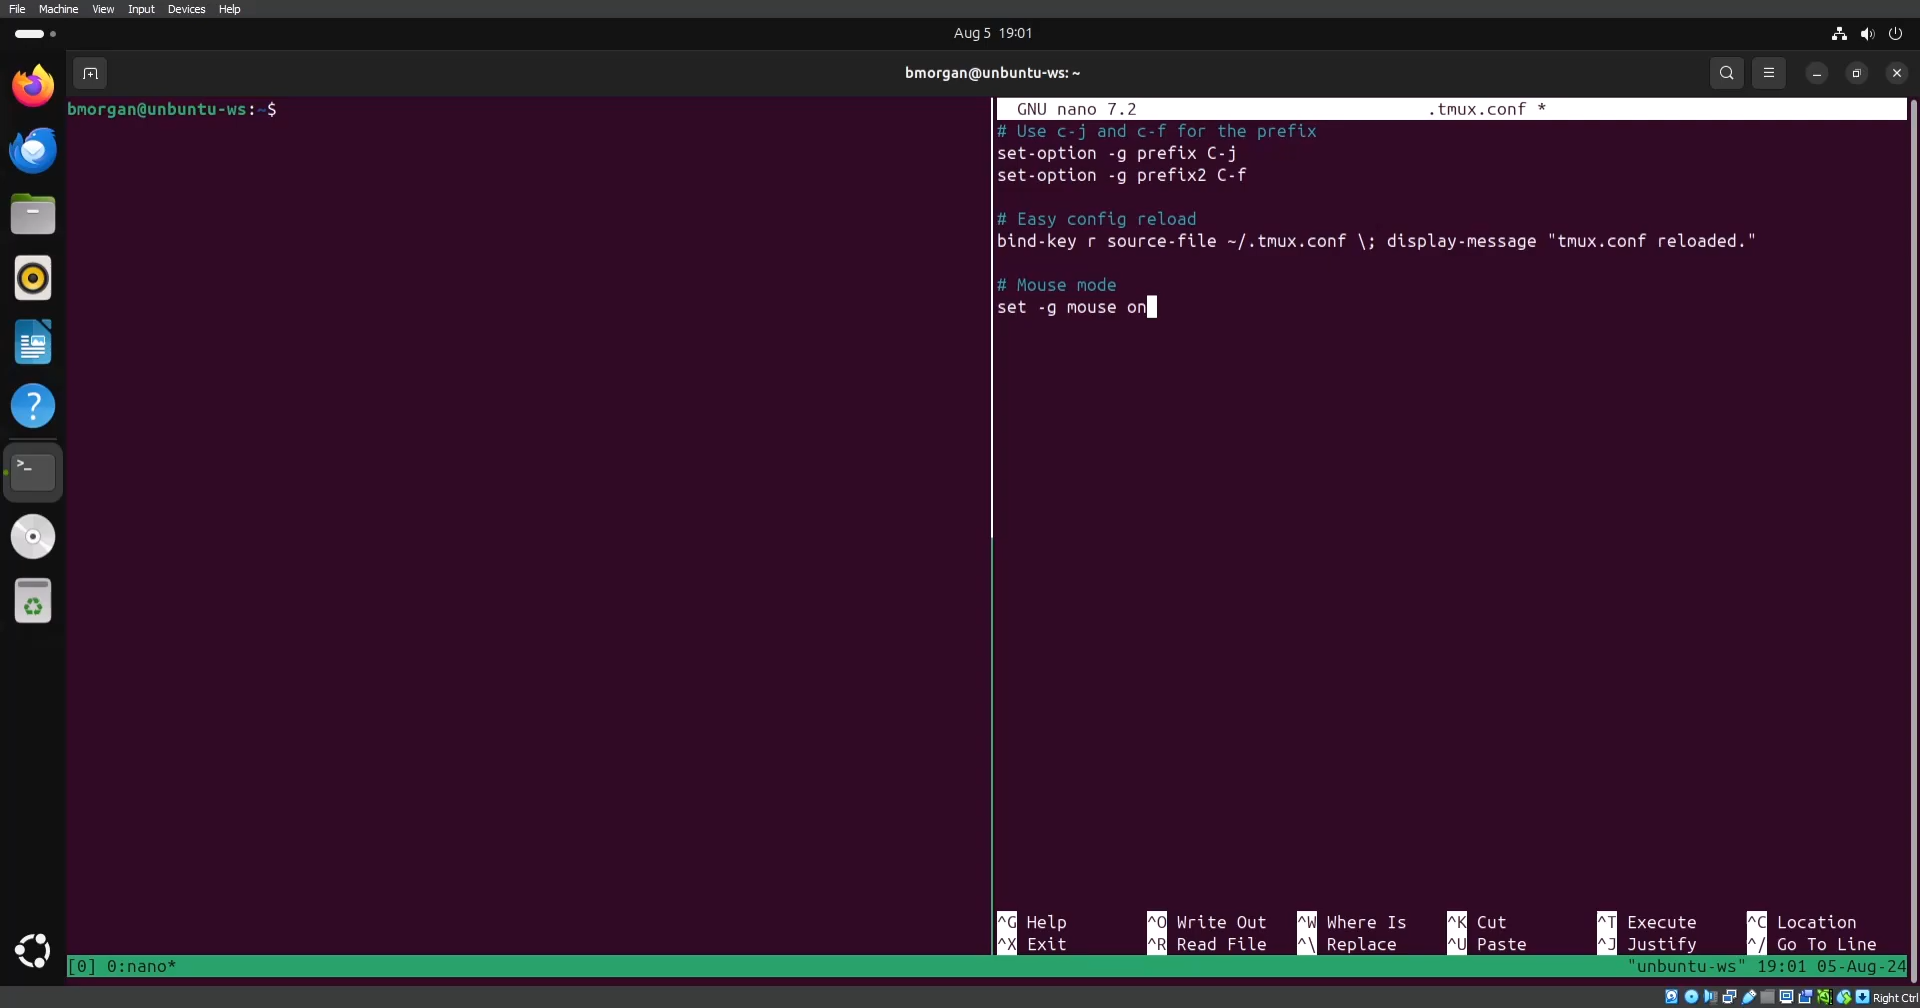 File Machine View Input Devices Help
Aug 5 19:01
bmorgan@unbuntu-ws: ~
bmorgan@unbuntu-ws:~$
GNU nano 7.2 .tmux.conf *
# Use c-j and c-f for the prefix
set-option -g prefix C-j
set-option -g prefix2 C-f
# Easy config reload
bind-key r source-file ~/.tmux.conf \; display-message "tmux.conf reloaded."
# Mouse mode
set -g mouse on
^G Help ^O Write Out ^W Where Is ^K Cut ^T Execute ^C Location
^X Exit ^R Read File ^\ Replace ^U Paste ^J Justify ^/ Go To Line
[0] 0:nano* "unbuntu-ws" 19:01 05-Aug-24
Right Ctrl